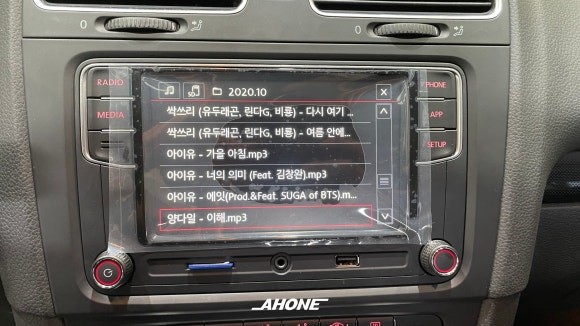 0
0
RADIO
MEDIA
PHONE
APP
SETUP
2020.10
싹쓰리 (유두래곤, 린다G, 비룡) - 다시 여기 ...
싹쓰리 (유두래곤, 린다G, 비룡) - 여름 안에...
아이유 - 가을 아침.mp3
아이유 - 너의 의미 (Feat. 김창완).mp3
아이유 - 에잇(Prod.&Feat. SUGA of BTS).m...
양다일 - 이해.mp3
AHONE